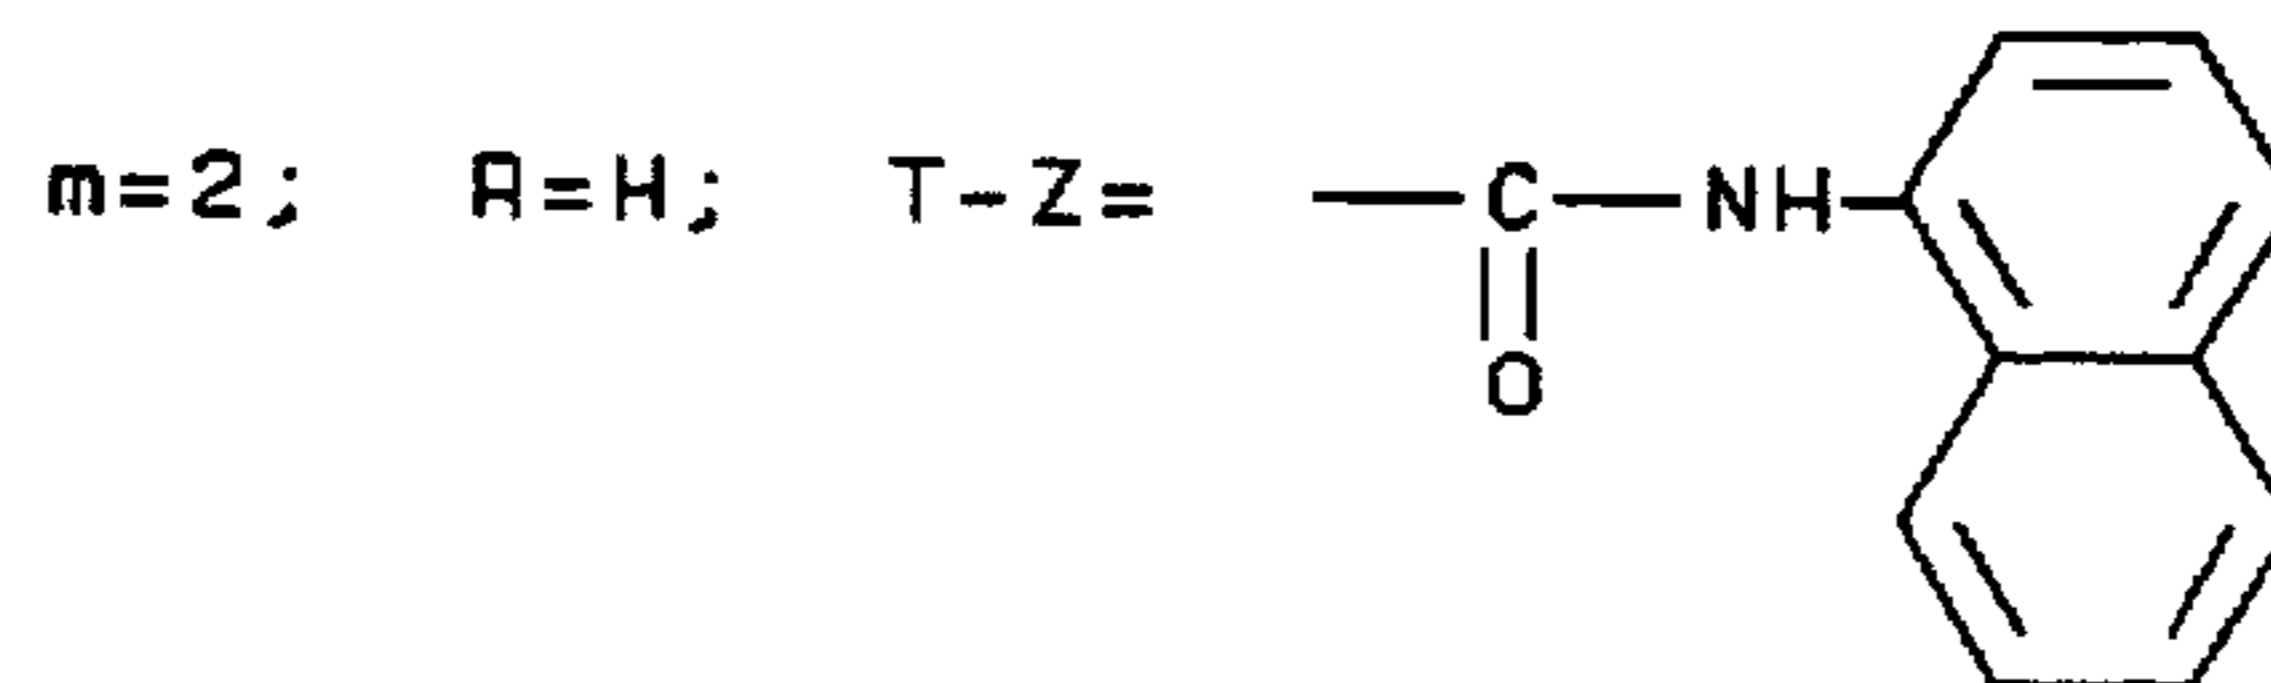 m=2; A=H; T-Z= C NH
O